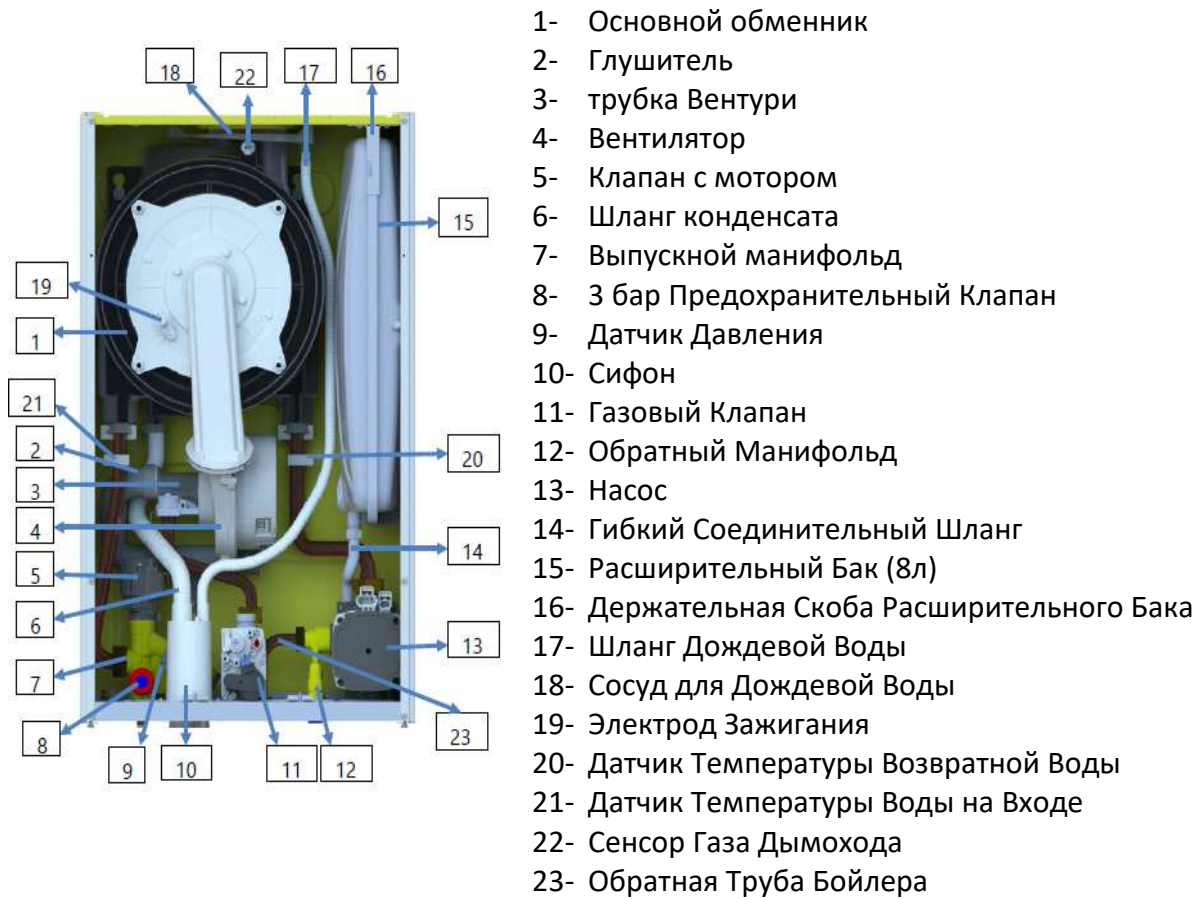 1- Основной обменник
2- Глушитель
3- трубка Вентури
4- Вентилятор
5- Клапан с мотором
6- Шланг конденсата
7- Выпускной манифольд
8- 3 бар Предохранительный Клапан
9- Датчик Давления
10- Сифон
11- Газовый Клапан
12- Обратный Манифольд
13- Насос
14- Гибкий Соединительный Шланг
15- Расширительный Бак (8л)
16- Держательная Скоба Расширительного Бака
17- Шланг Дождевой Воды
18- Сосуд для Дождевой Воды
19- Электрод Зажигания
20- Датчик Температуры Возвратной Воды
21- Датчик Температуры Воды на Входе
22- Сенсор Газа Дымохода
23- Обратная Труба Бойлера
18 22 17 16
15
19
1
21
2
20
3
4
14
5
6
13
7
8
23
9 10 11 12